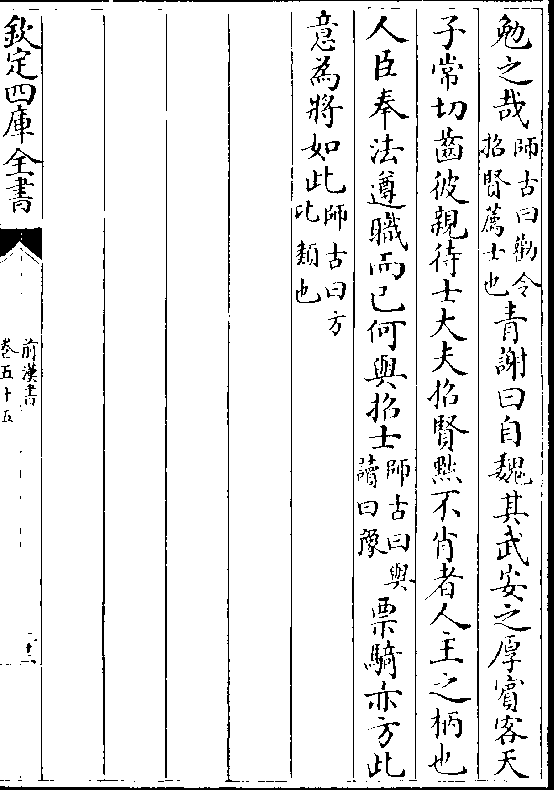 勉之哉師古曰勸令招賢薦士也青謝曰自魏其武安之厚賓客天
子常切齒彼親待士大夫招賢黜不肖者人主之柄也
人臣奉法遵職而已何與招士師古曰與讀曰豫票騎亦方此
意為將如此師古曰方比類也
欽定四庫全書
前漢書
卷五十五